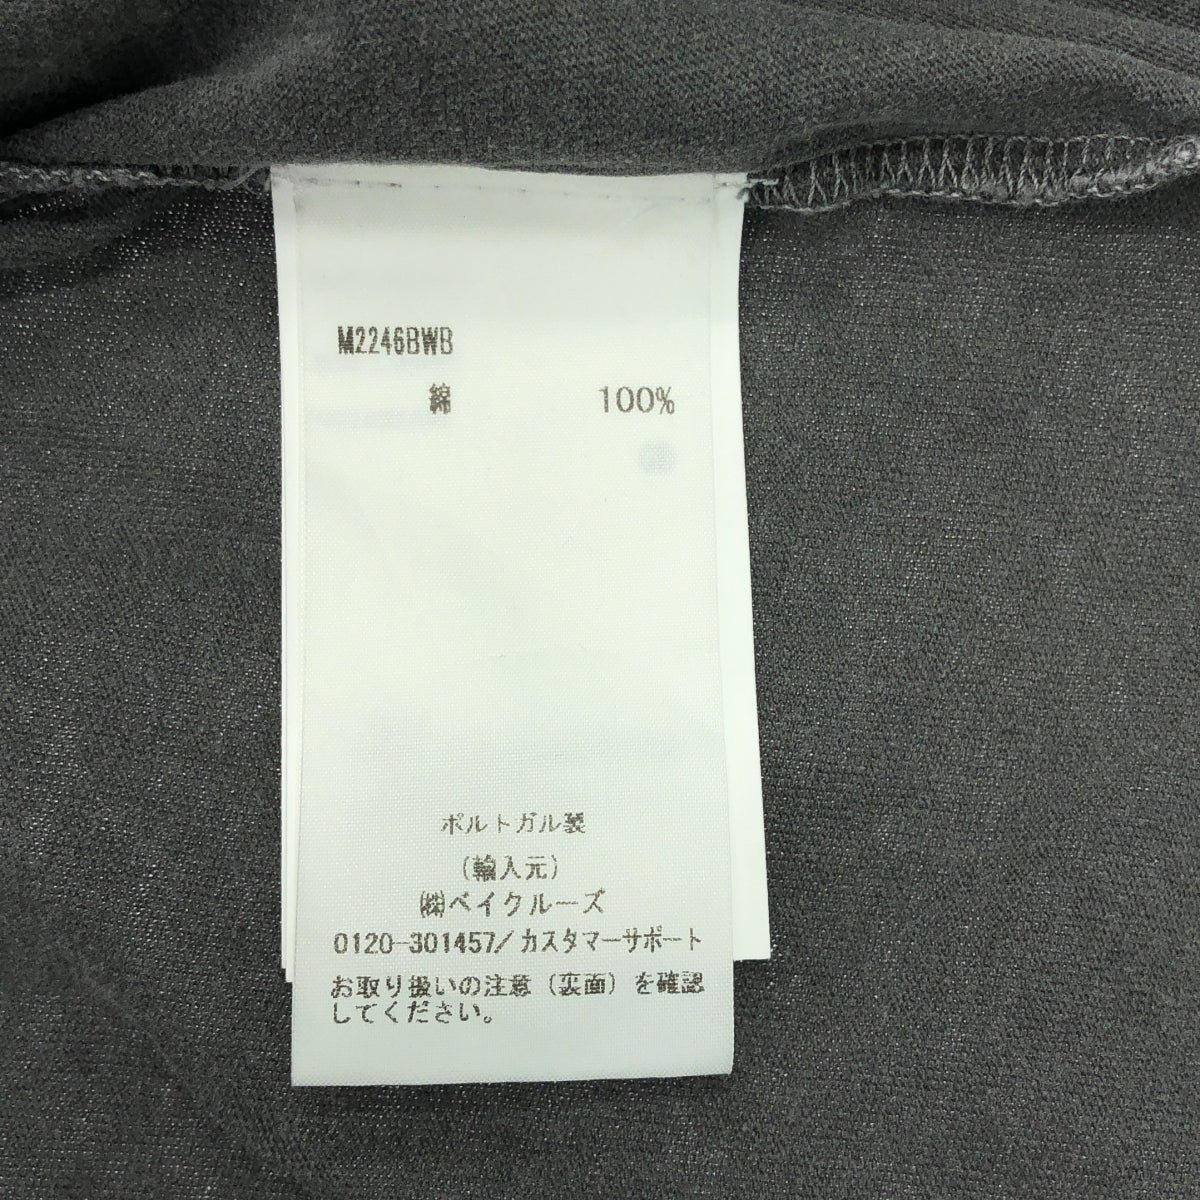 M2246BWB
綿 100%
ポルトガル製
(輸入元)
㈱ベイクルーズ
0120-301457/カスタマーサポート
お取り扱いの注意(裏面)を確認
してください。